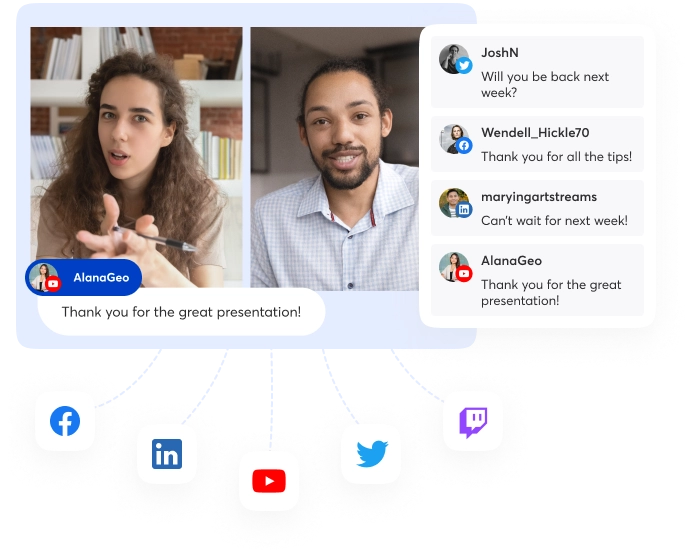 JoshN
Will you be back next
week?
Wendell_Hickle70
Thank you for all the tips!
maryingartstreams
Can't wait for next week!
AlanaGeo
Thank you for the great
presentation!
AlanaGeo
Thank you for the great presentation!
in